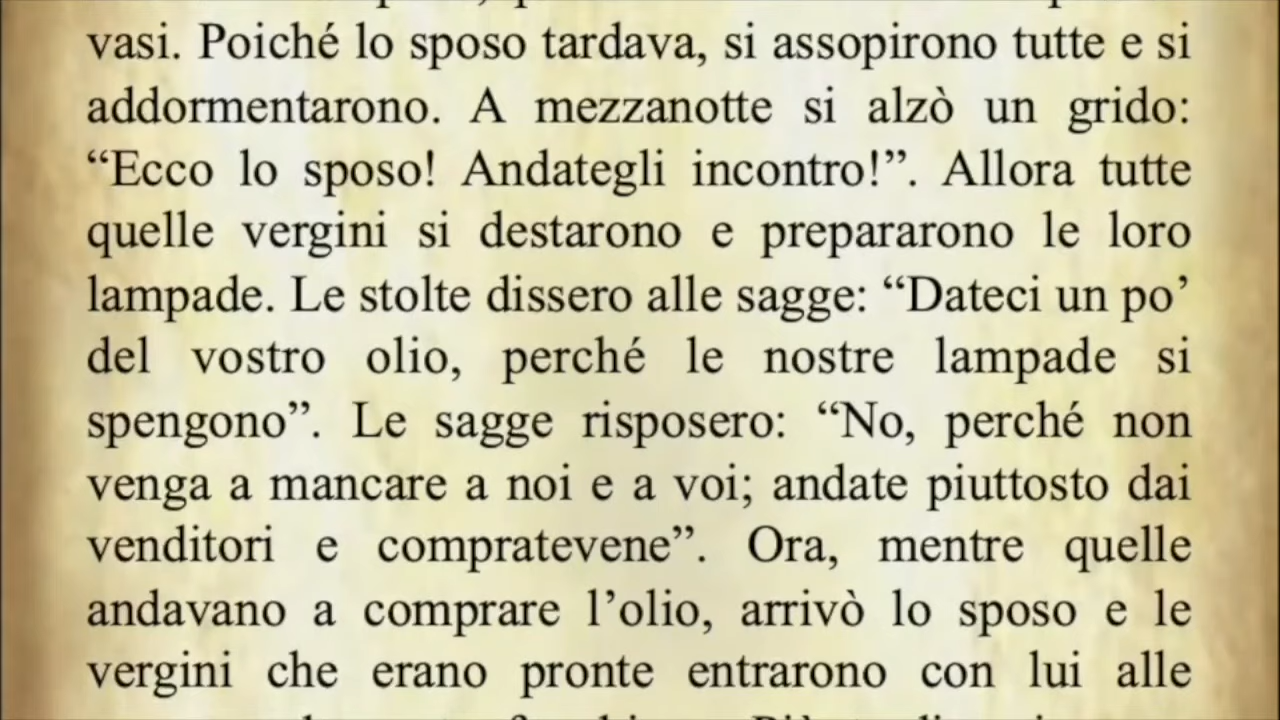 vasi. Poiché lo sposo tardava, si assopirono tutte e si
addormentarono. A mezzanotte si alzò un grido:
“Ecco lo sposo! Andategli incontro!”. Allora tutte
quelle vergini si destarono e prepararono le loro
lampade. Le stolte dissero alle sagge: “Dateci un po’
del vostro olio, perché le nostre lampade si
spengono”. Le sagge risposero: “No, perché non
venga a mancare a noi e a voi; andate piuttosto dai
venditori e compratevene”. Ora, mentre quelle
andavano a comprare l’olio, arrivò lo sposo e le
vergini che erano pronte entrarono con lui alle